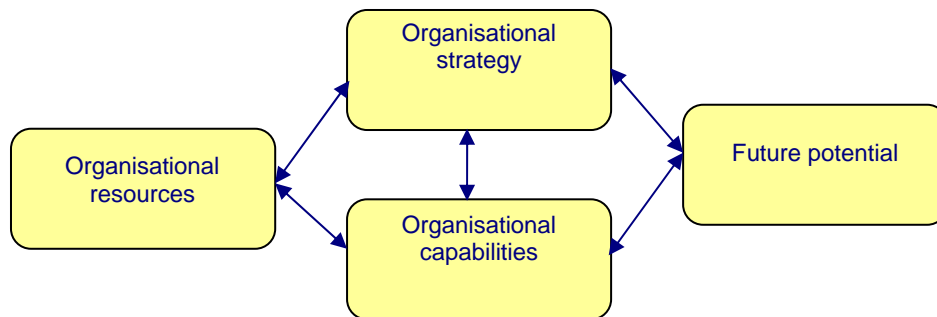 Organisational
strategy
Organisational
resources
Future potential
Organisational
capabilities